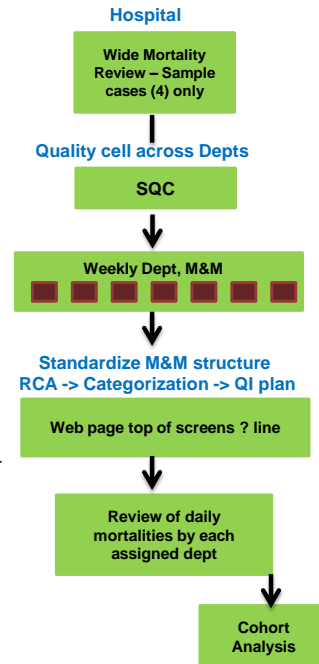 Hospital
Wide Mortality
Review – Sample
cases (4) only
Quality cell across Depts
SQC
Weekly Dept, M&M
Standardize M&M structure
RCA -> Categorization -> QI plan
Web page top of screens ? line
Review of daily
mortalities by each
assigned dept
Cohort
Analysis